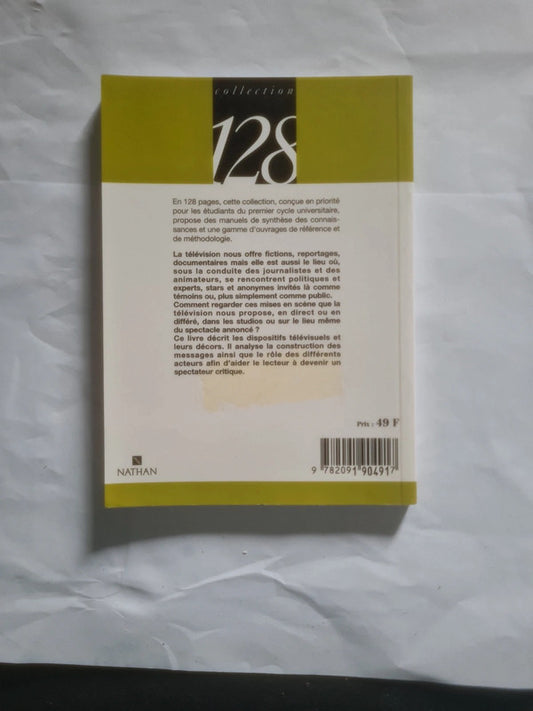 collection
128
En 128 pages, cette collection, conçue en priorité
pour les étudiants du premier cycle universitaire,
propose des manuels de synthèse des connais-
sances et une gamme d'ouvrages de référence et
de méthodologie.
La télévision nous offre fictions, reportages,
documentaires mais elle est aussi le lieu où,
sous la conduite des journalistes et des
animateurs, se rencontrent politiques et
experts, stars et anonymes invités là comme
témoins ou, plus simplement comme public.
Comment regarder ces mises en scène que la
télévision nous propose, en direct ou en
différé, dans les studios ou sur le lieu même
du spectacle annoncé ?
Ce livre décrit les dispositifs télévisuels et
leurs décors. Il analyse la construction des
messages ainsi que le rôle des différents
acteurs afin d'aider le lecteur à devenir un
spectateur critique.
Prix : 49 F
NATHAN
9 782091 904917